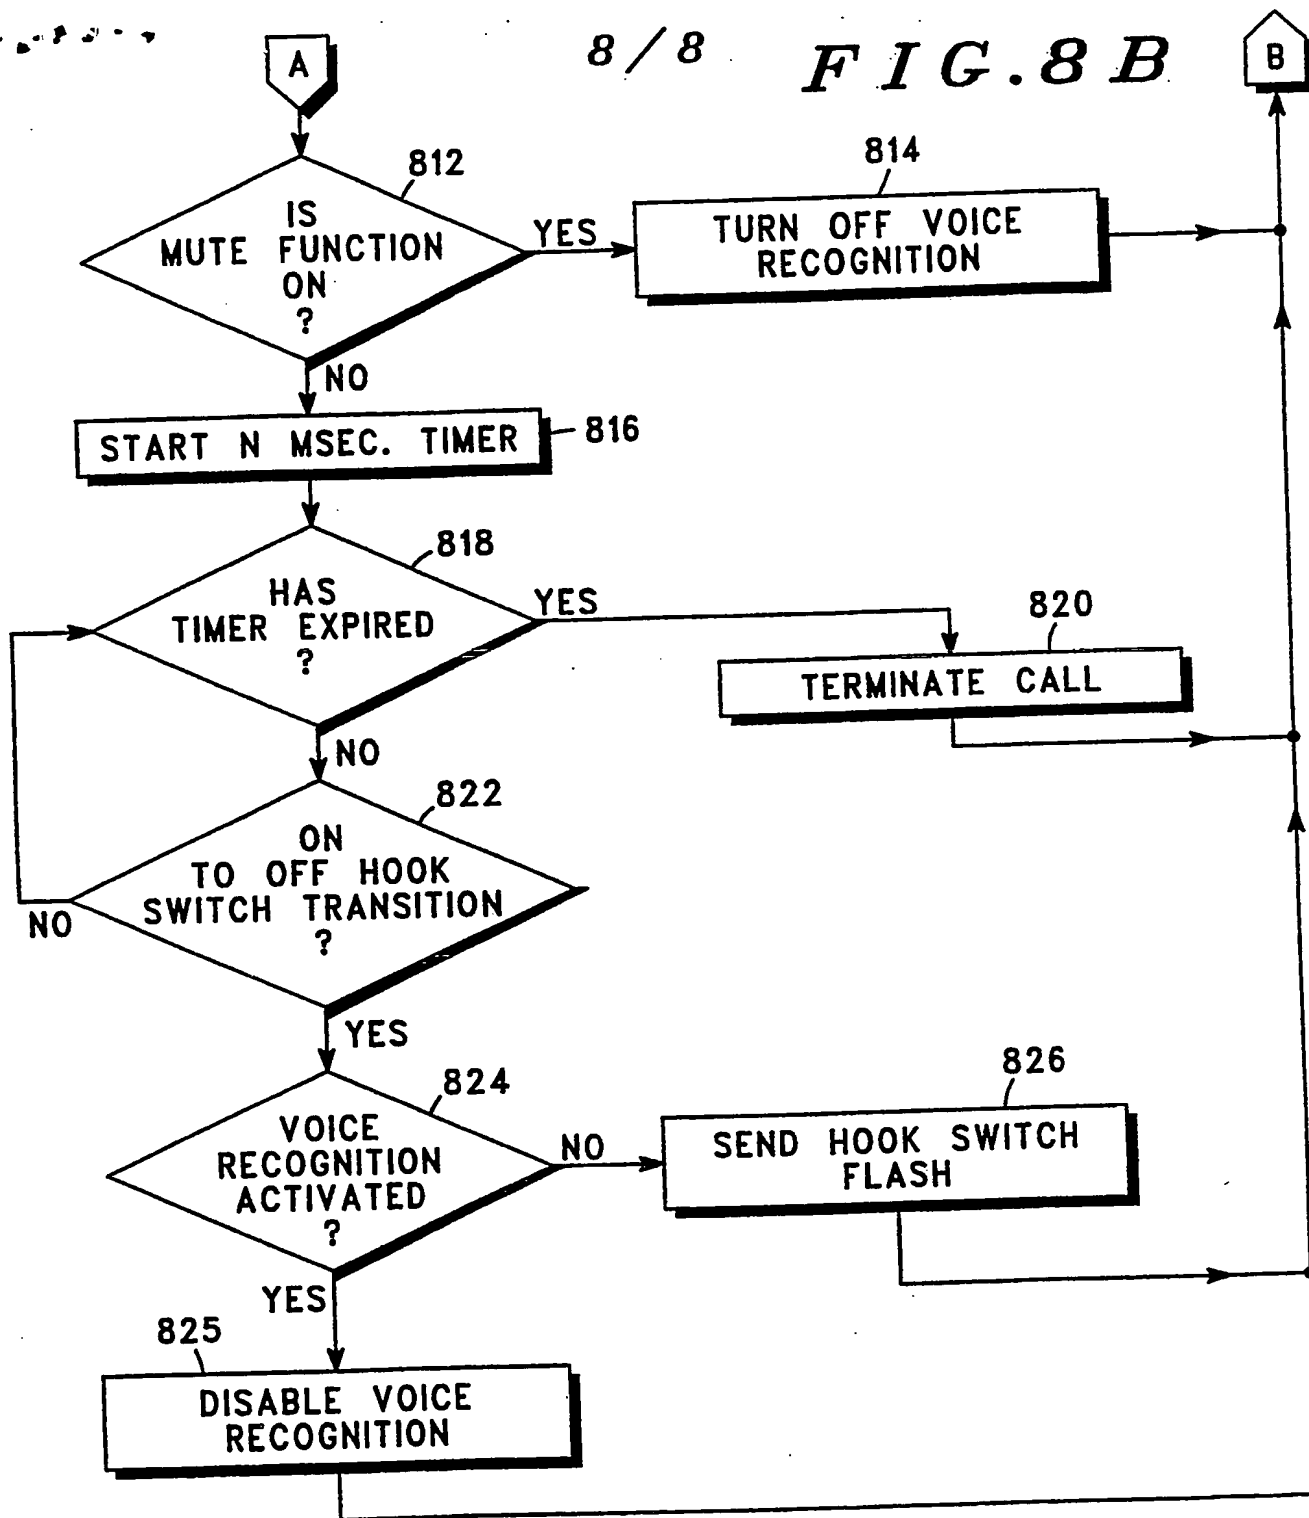 8/8 FIG.8B
A
B
812
IS
MUTE FUNCTION
ON
?
YES
814
TURN OFF VOICE
RECOGNITION
NO
START N MSEC. TIMER
816
818
HAS
TIMER EXPIRED
?
YES
820
TERMINATE CALL
NO
822
ON
TO OFF HOOK
SWITCH TRANSITION
?
NO
YES
824
VOICE
RECOGNITION
ACTIVATED
?
NO
826
SEND HOOK SWITCH
FLASH
YES
825
DISABLE VOICE
RECOGNITION